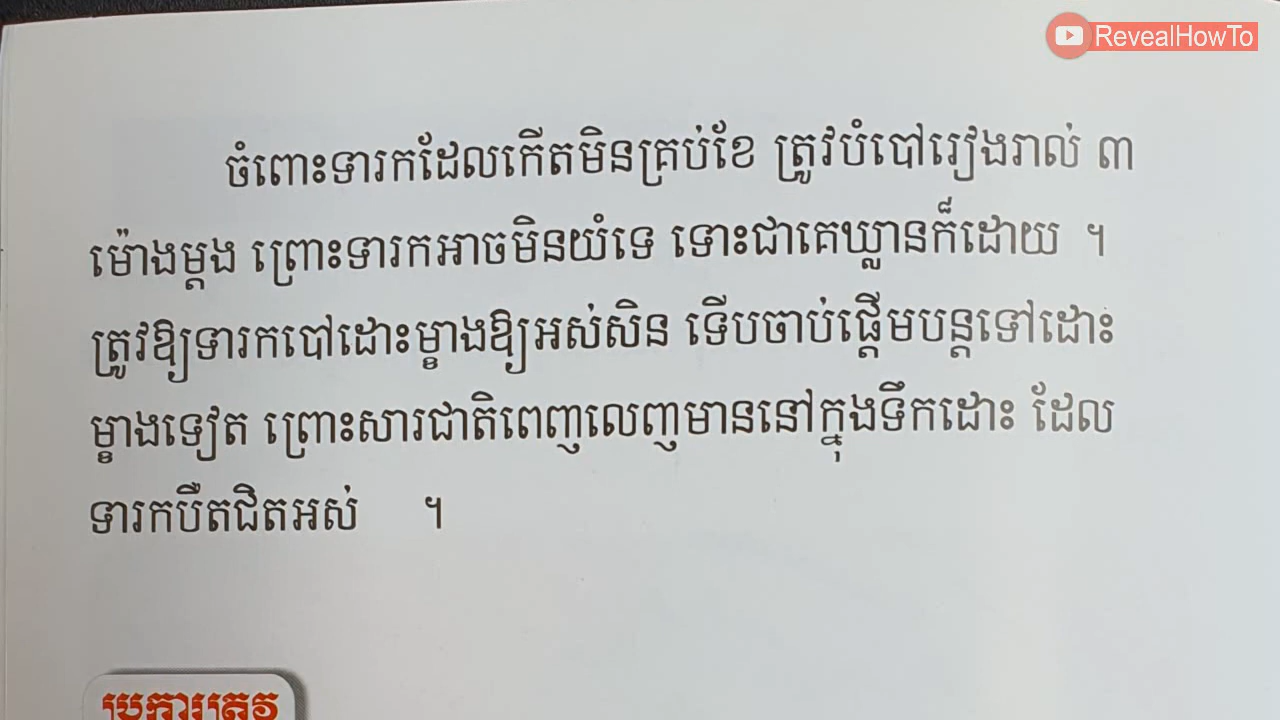 RevealHowTo
ចំពោះទារកដែលកើតមិនគ្រប់ខែ ត្រូវបំបៅរៀងរាល់ ៣
ម៉ោងម្តង ព្រោះទារកអាចមិនយំទេ ទោះជាគេឃ្លានក៏ដោយ ។
ត្រូវឱ្យទារកបៅដោះម្ខាងឱ្យអស់សិន ទើបចាប់ផ្តើមបន្តទៅដោះ
ម្ខាងទៀត ព្រោះសារជាតិពេញលេញមាននៅក្នុងទឹកដោះ ដែល
ទារកបឺតជិតអស់ ។